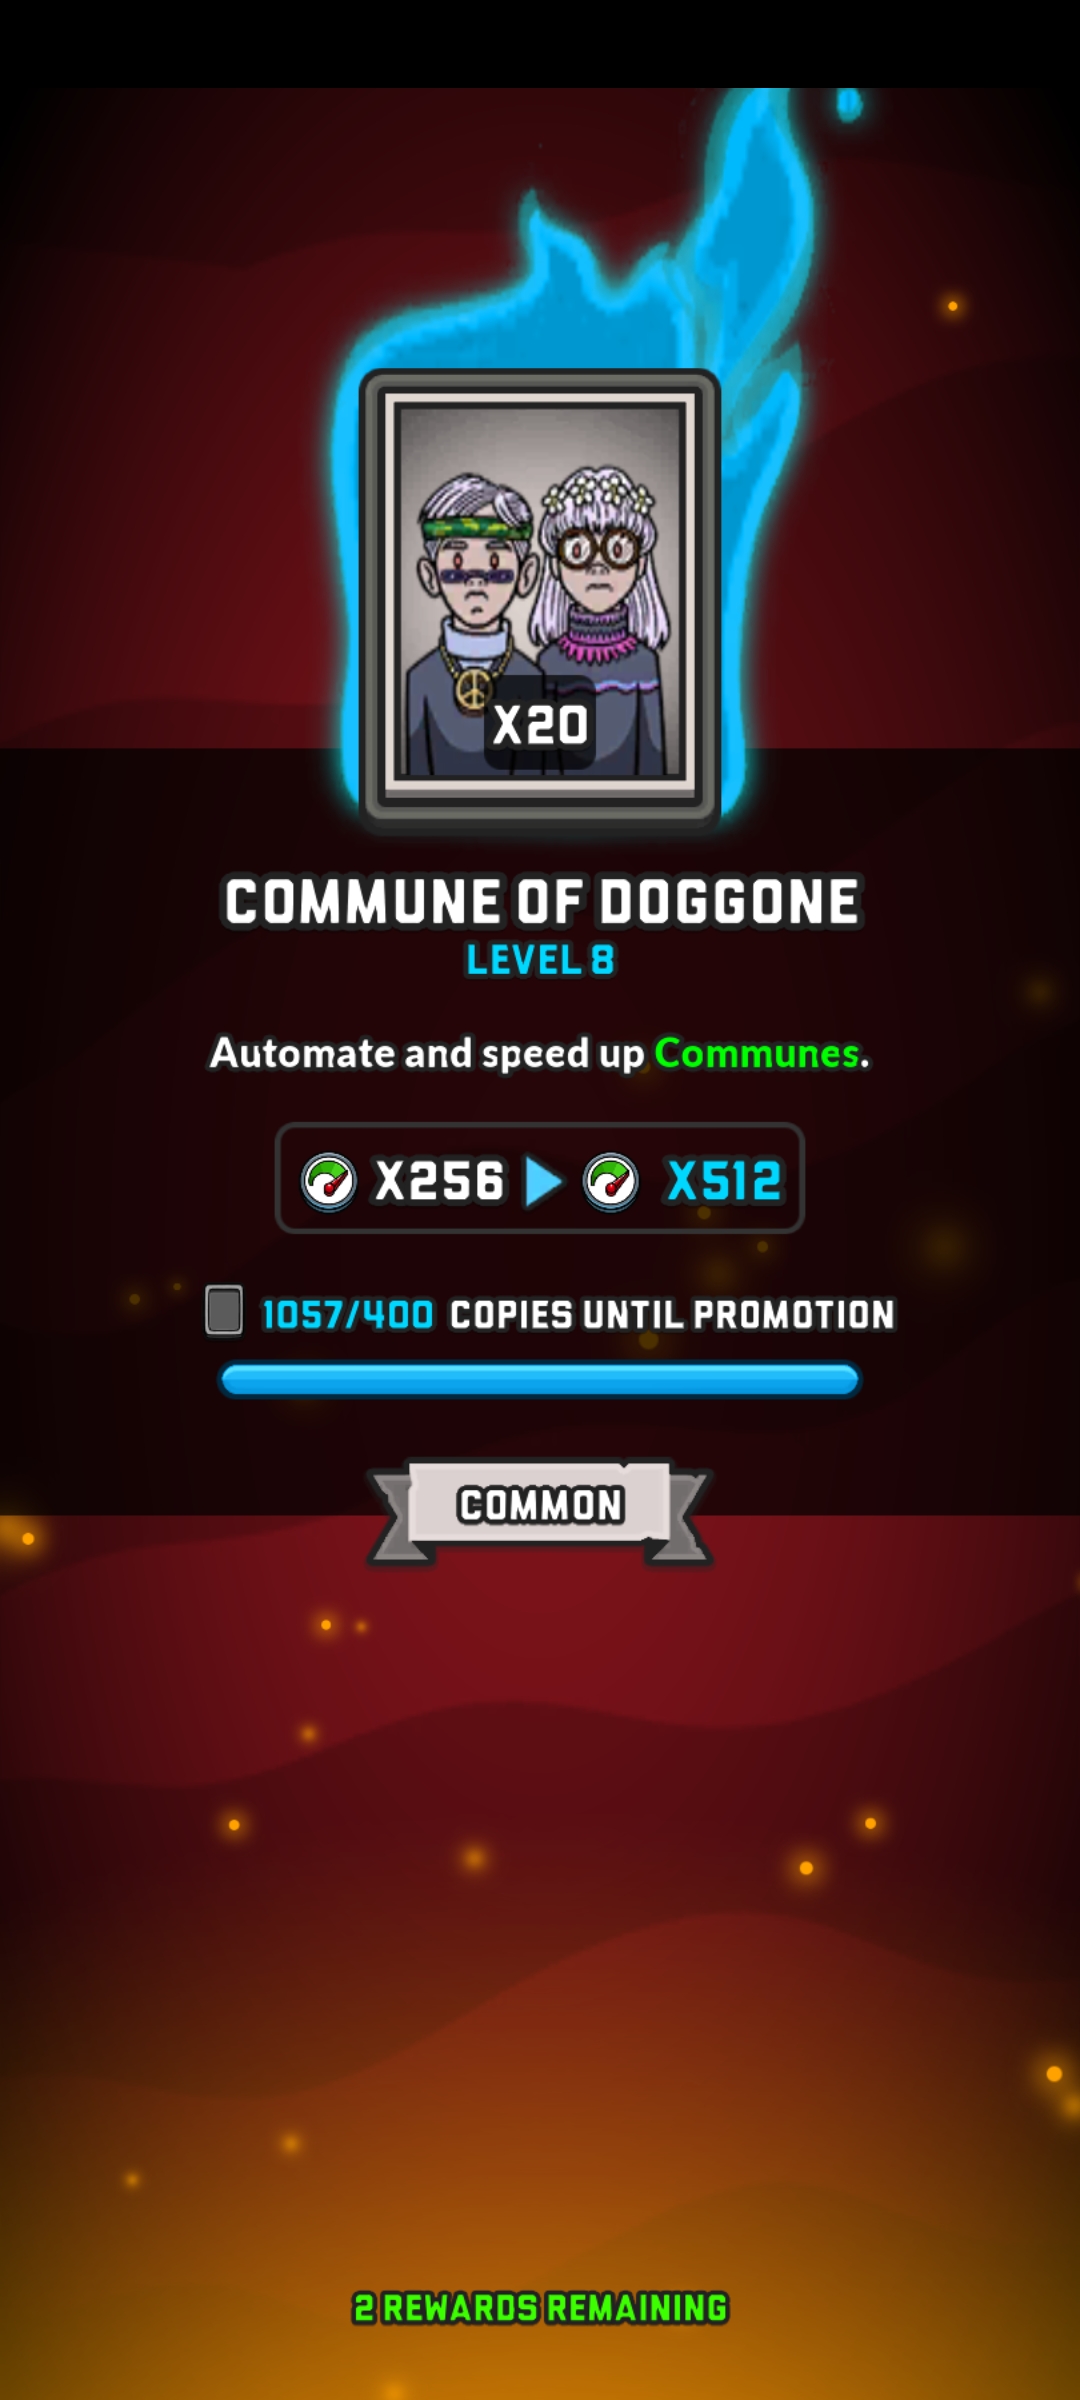 X20
COMMUNE OF DOGGONE
LEVEL 8
Automate and speed up Communes.
X256 X512
1057/400 COPIES UNTIL PROMOTION
COMMON
2 REWARDS REMAINING